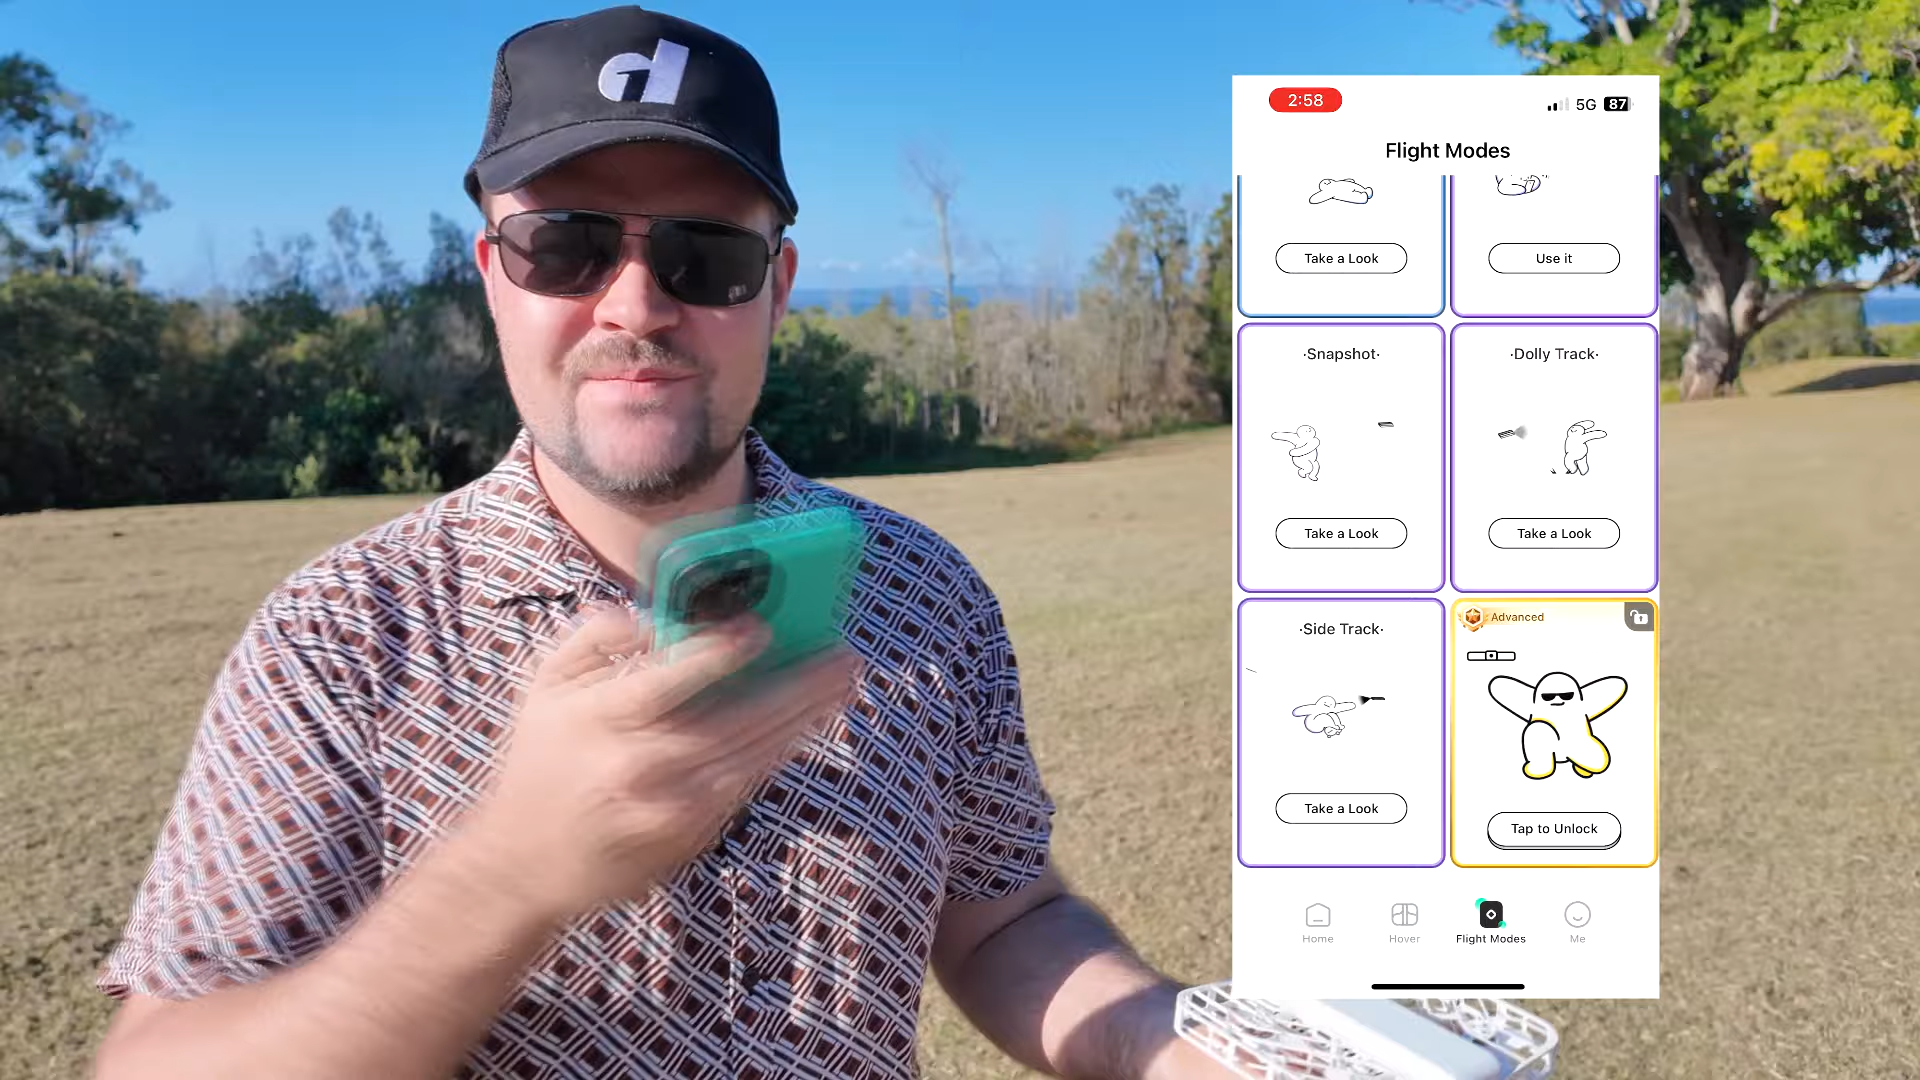 d
2:58
5G 87
Flight Modes
Take a Look
Use it
·Snapshot·
·Dolly Track·
Take a Look
Take a Look
·Side Track·
Advanced
Take a Look
Tap to Unlock
Home
Hover
Flight Modes
Me